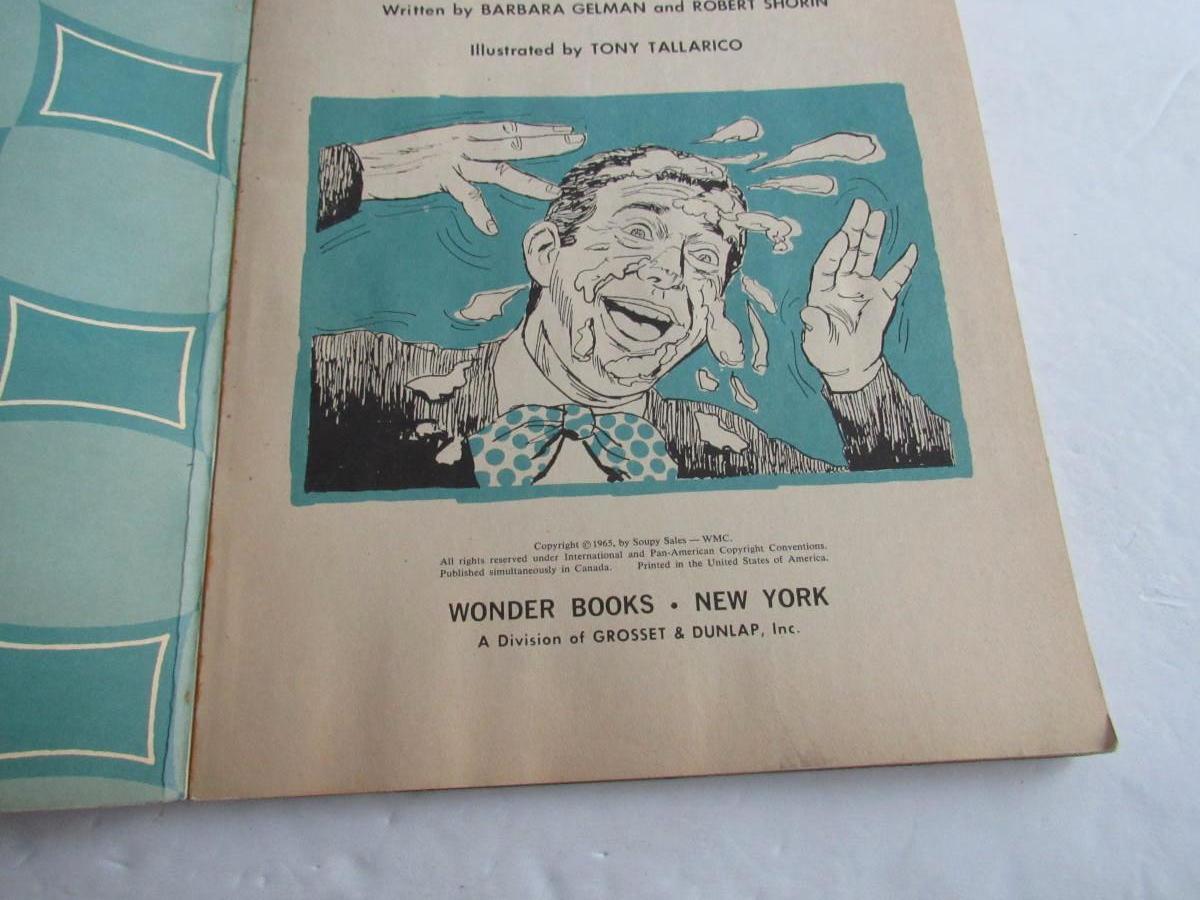 Written by BARBARA GELMAN and ROBERT SHORIN
Illustrated by TONY TALLARICO
Copyright © 1965, by Soupy Sales — WMC.
All rights reserved under International and Pan-American Copyright Conventions.
Published simultaneously in Canada. Printed in the United States of America.
WONDER BOOKS • NEW YORK
A Division of GROSSET & DUNLAP, Inc.